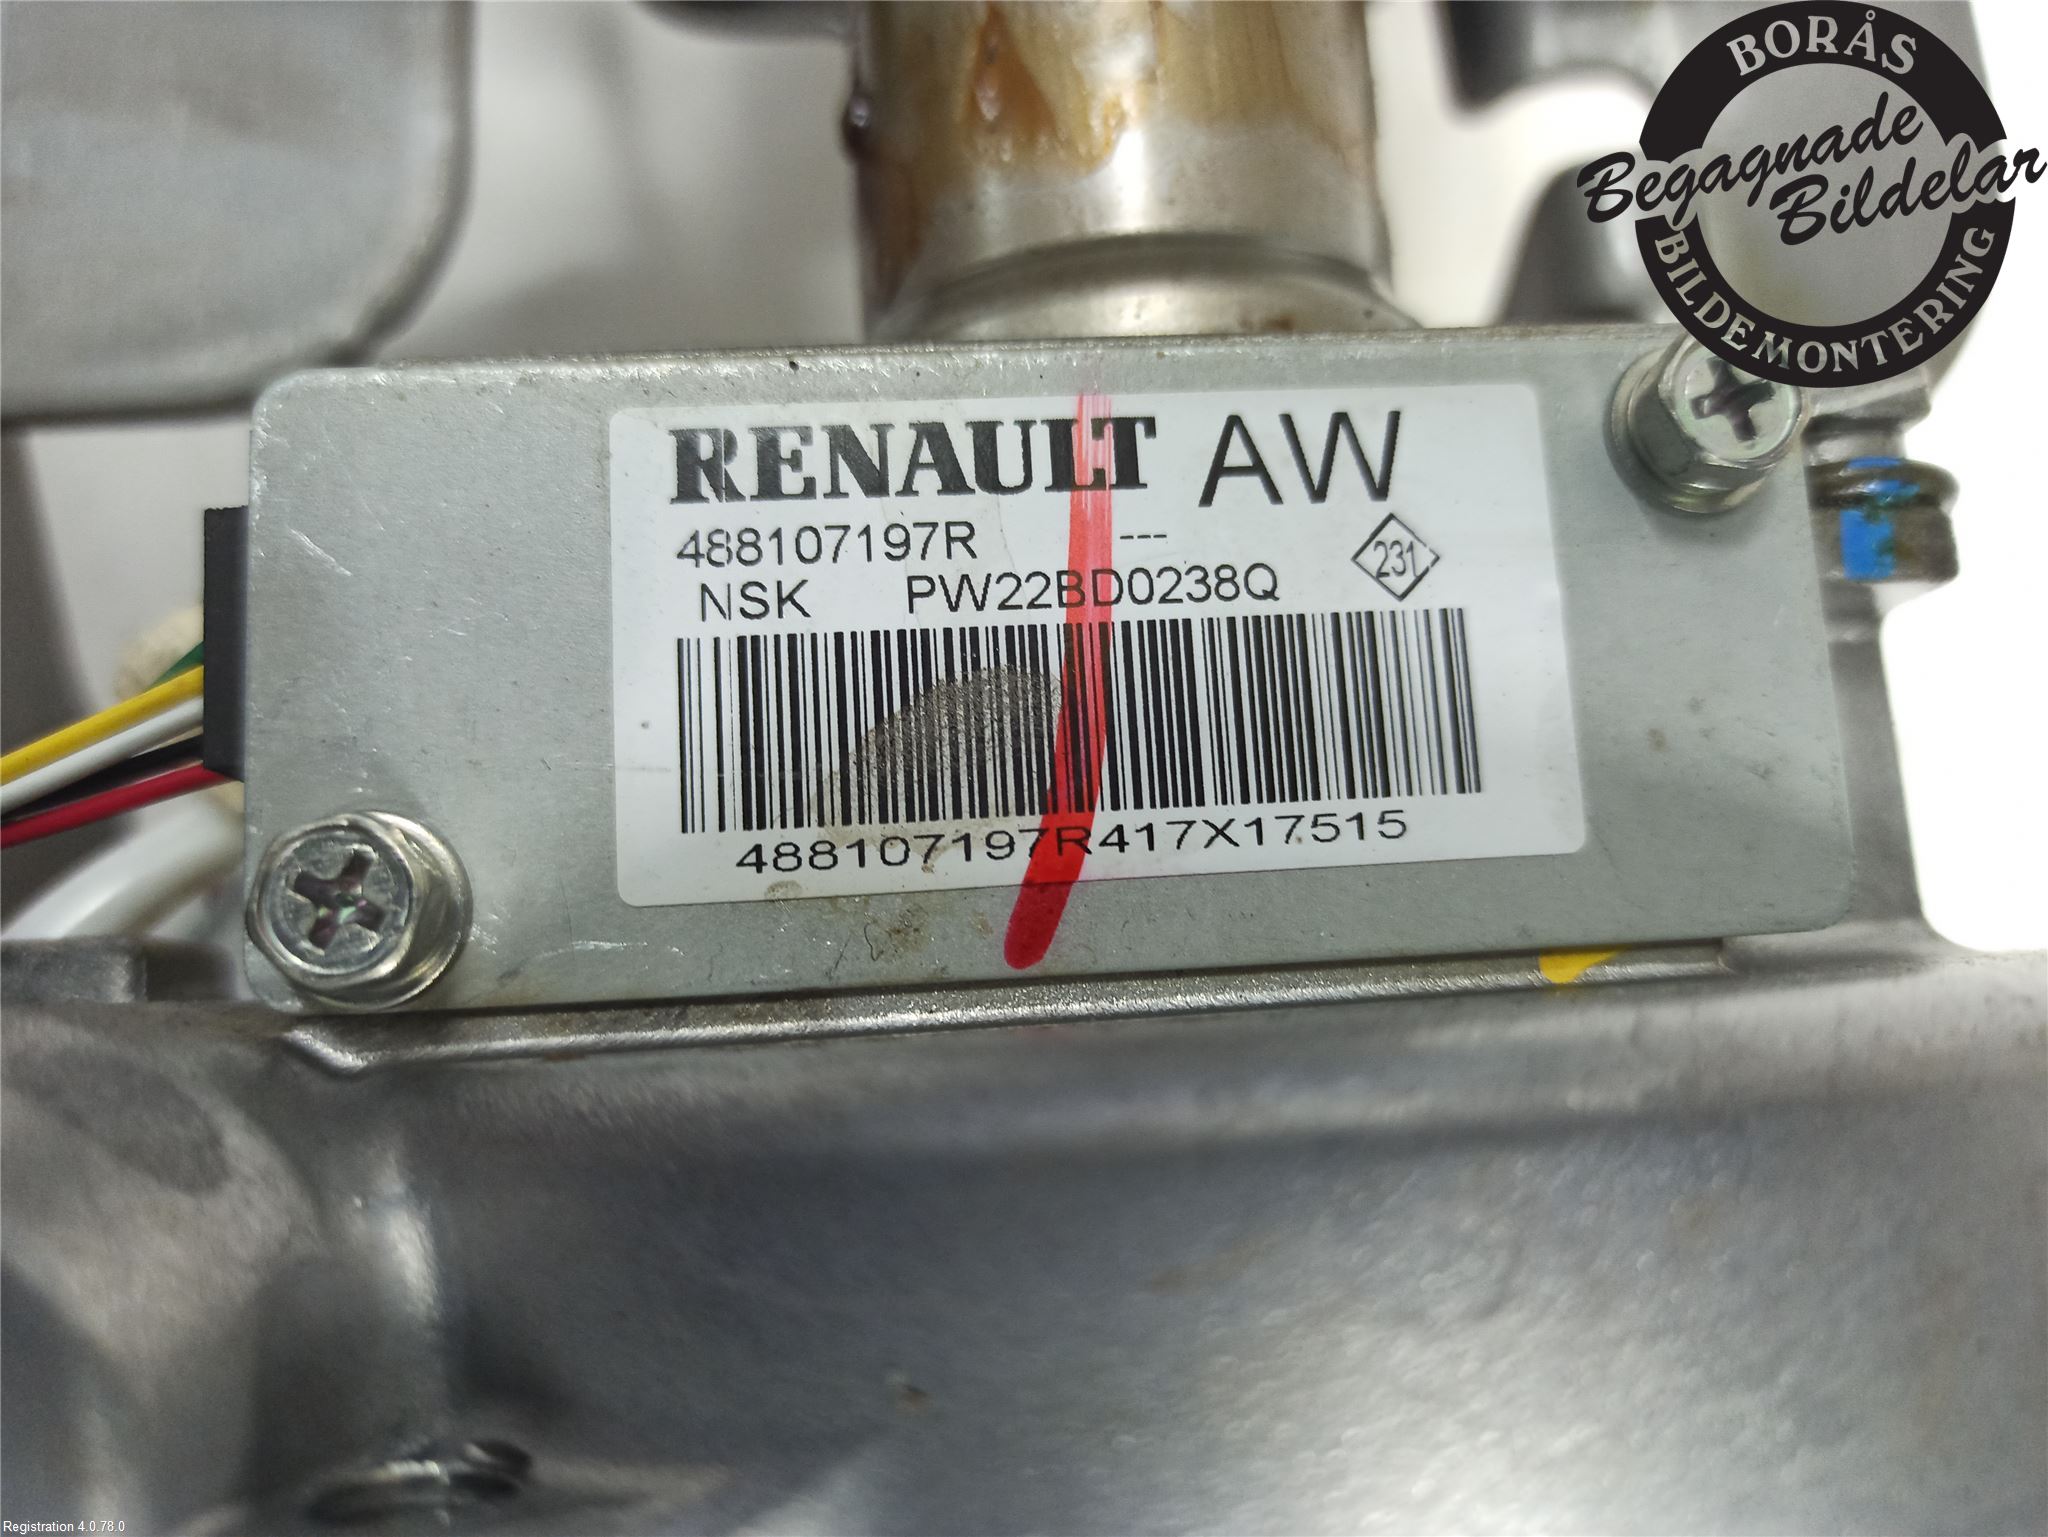 BORÅS
Begagnade
Bildelar
BILDEMONTERING
RENAULT AW
488107197R ---
231
NSK PW22BD0238Q
488107197R417X17515
Registration 4.0.78.0